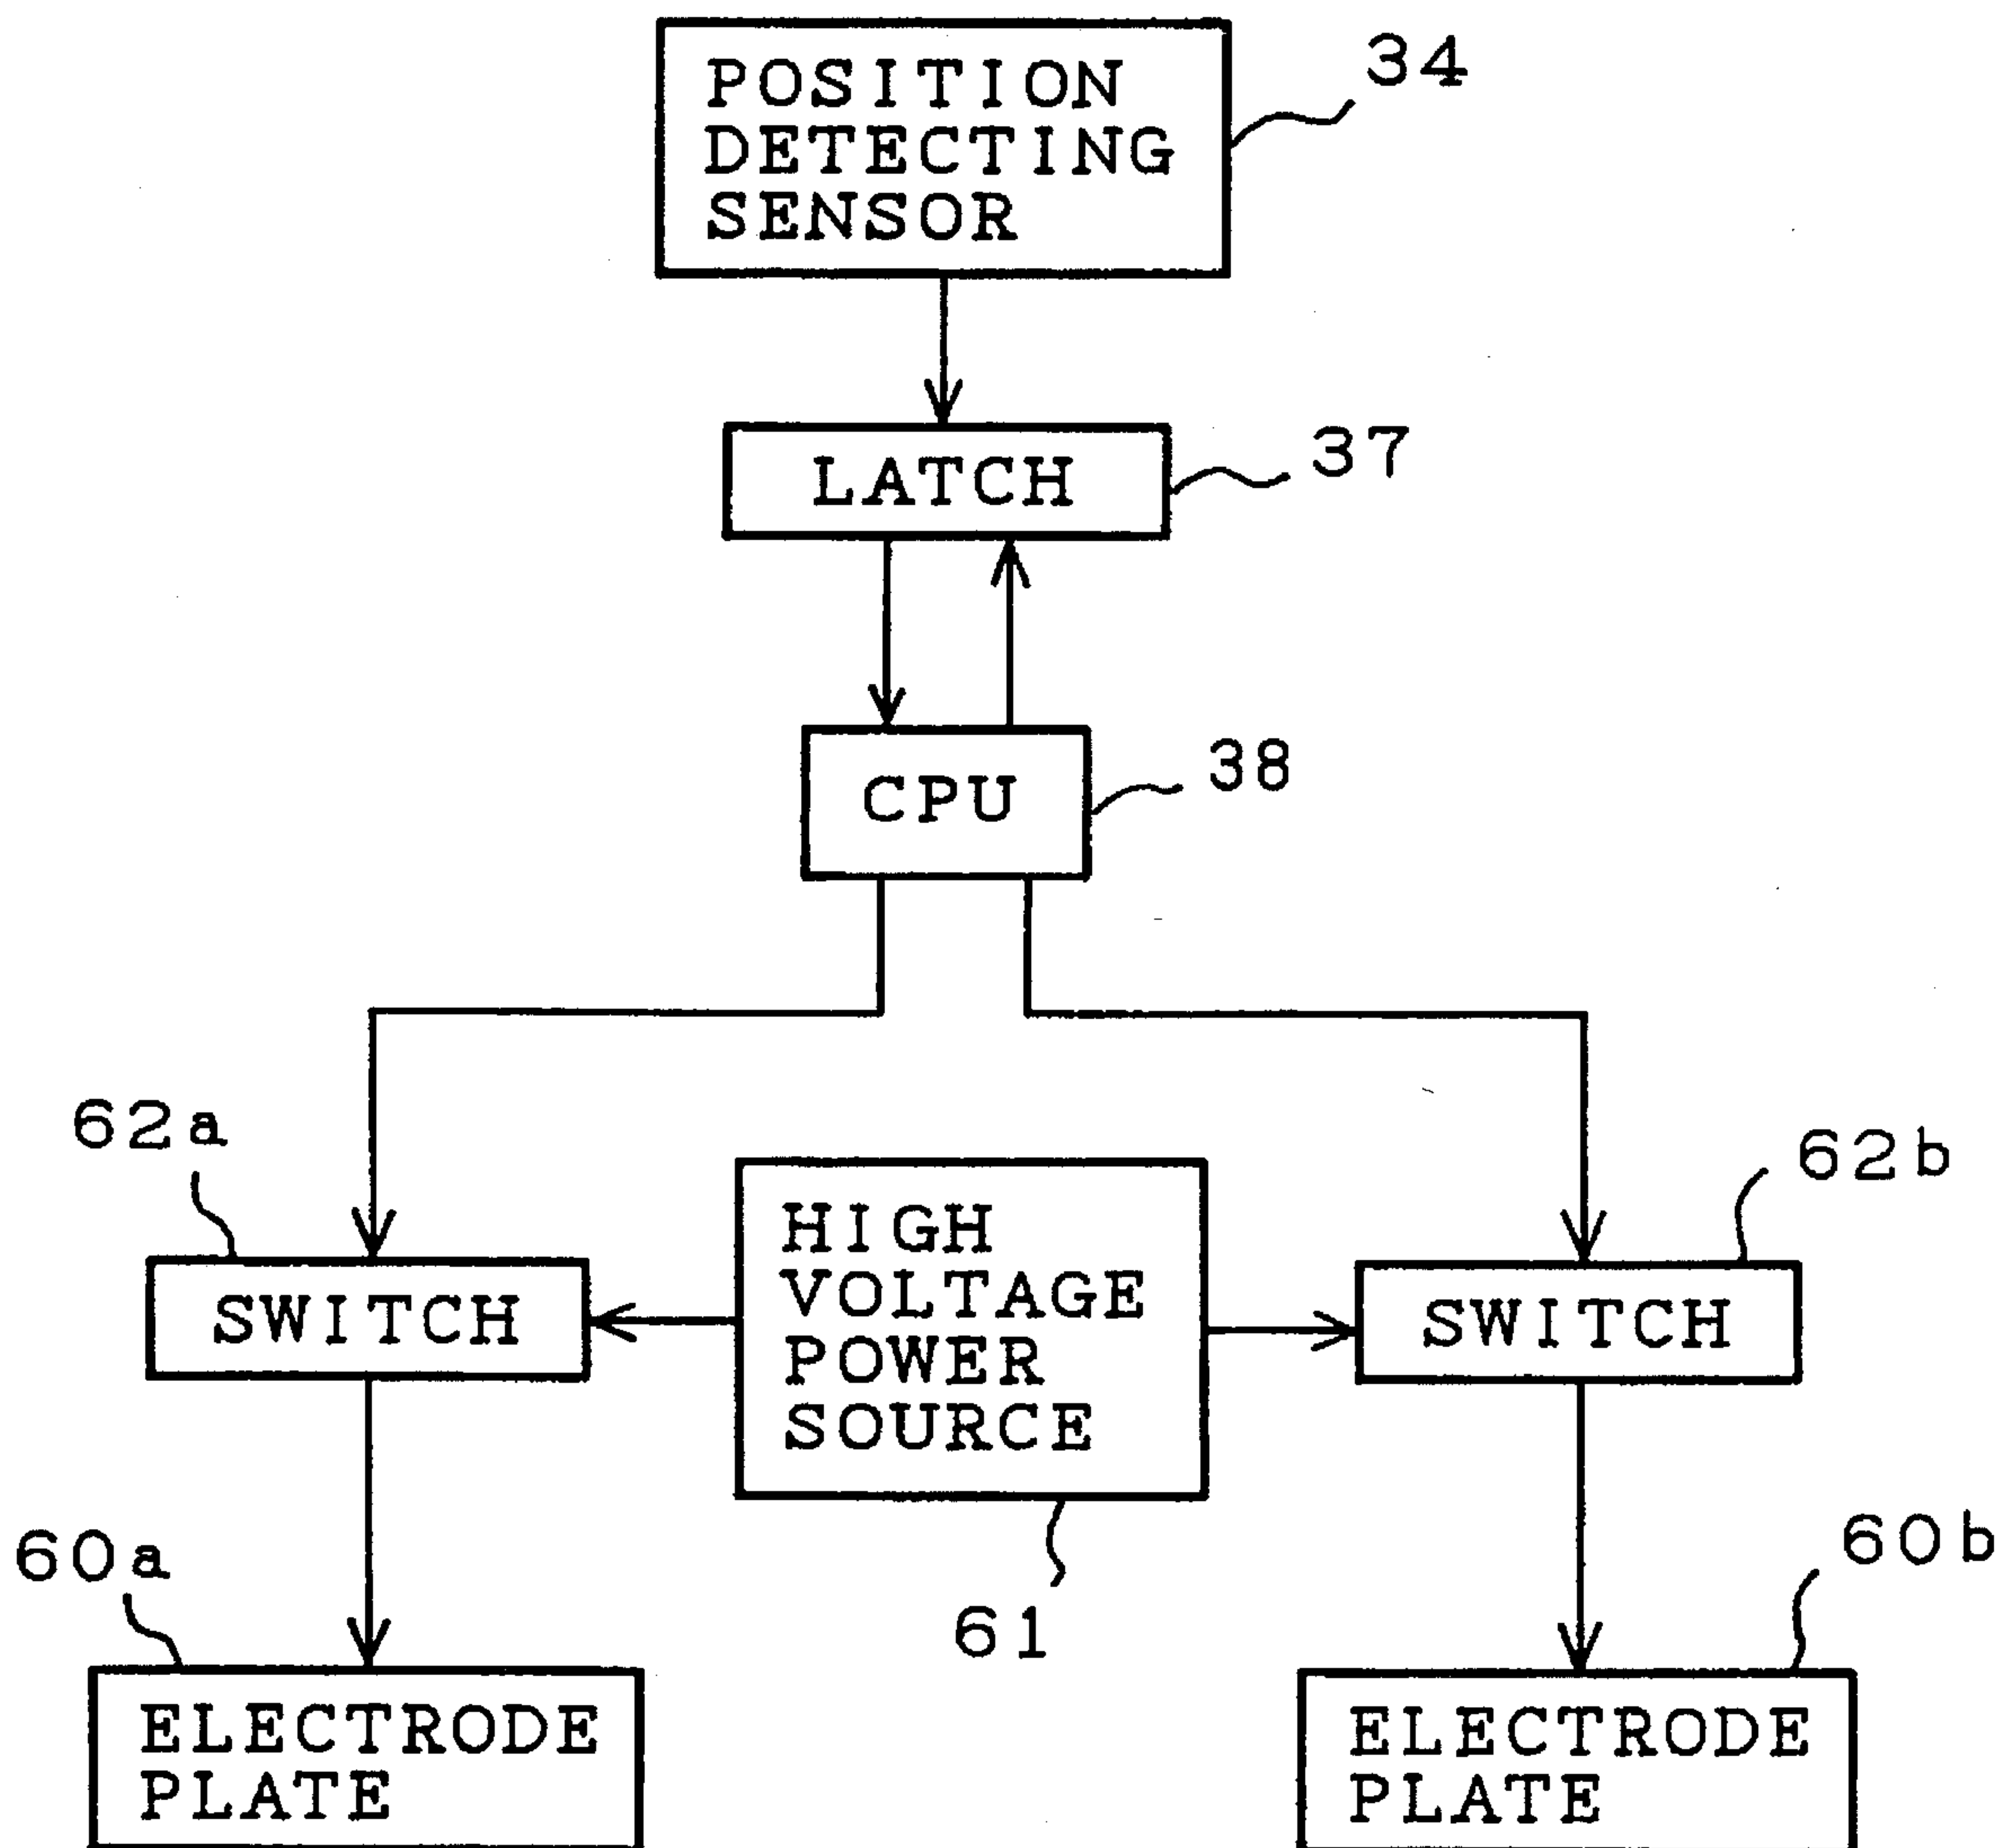 POSITION
DETECTING
SENSOR
34
LATCH
37
CPU
38
62a
62b
SWITCH
HIGH
VOLTAGE
POWER
SOURCE
SWITCH
60a
61
60b
ELECTRODE
PLATE
ELECTRODE
PLATE